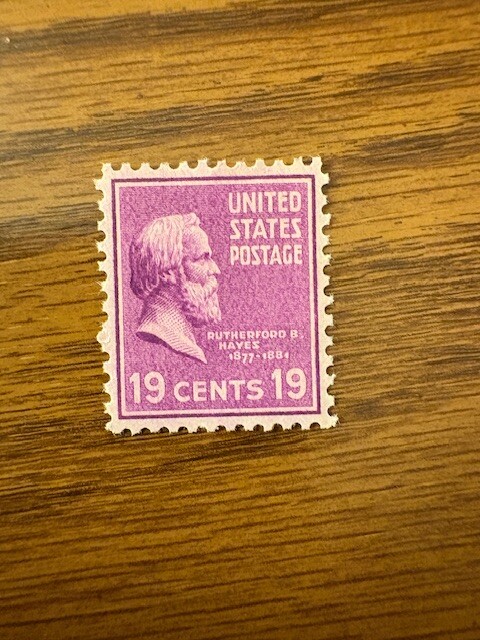 UNITED
STATES
POSTAGE
RUTHERFORD B.
HAYES
1877-1881
19 CENTS 19